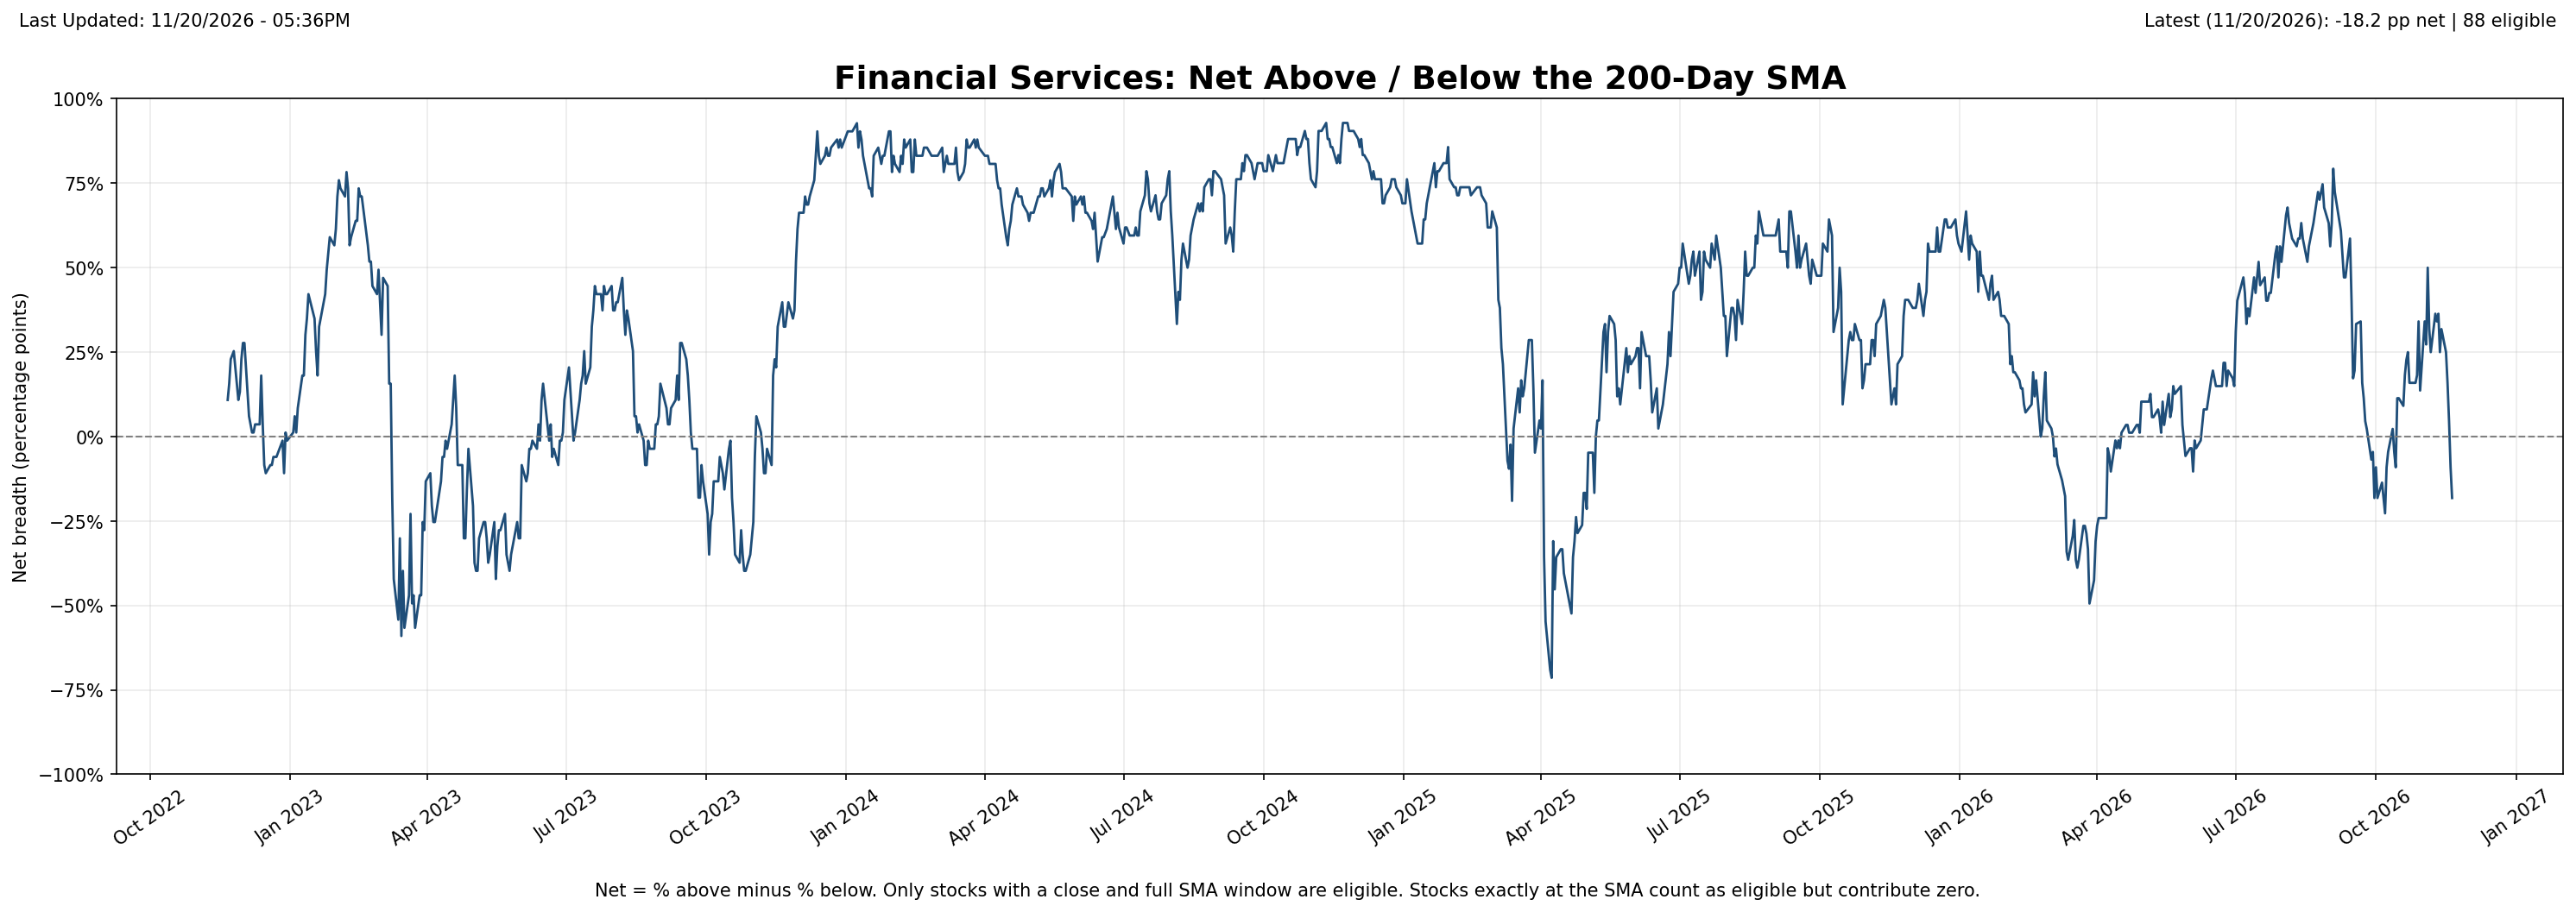 Last Updated: 11/20/2026 - 05:36PM
Latest (11/20/2026): -18.2 pp net | 88 eligible
Financial Services: Net Above / Below the 200-Day SMA
Net breadth (percentage points)
100%
75%
50%
25%
0%
−25%
−50%
−75%
−100%
Oct 2022
Jan 2023
Apr 2023
Jul 2023
Oct 2023
Jan 2024
Apr 2024
Jul 2024
Oct 2024
Jan 2025
Apr 2025
Jul 2025
Oct 2025
Jan 2026
Apr 2026
Jul 2026
Oct 2026
Jan 2027
Net = % above minus % below. Only stocks with a close and full SMA window are eligible. Stocks exactly at the SMA count as eligible but contribute zero.